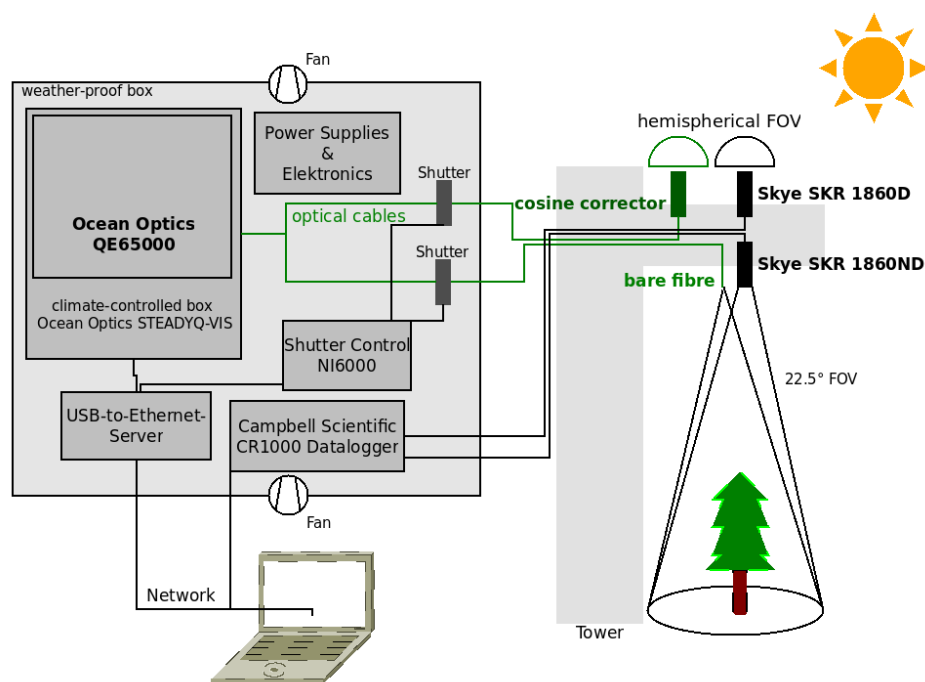 Fan
weather-proof box
Power Supplies
&
Elektronics
Ocean Optics
QE65000
climate-controlled box
Ocean Optics STEADYQ-VIS
optical cables
Shutter
Shutter
Shutter Control
NI6000
USB-to-Ethernet-
Server
Campbell Scientific
CR1000 Datalogger
Fan
Network
hemispherical FOV
cosine corrector
Skye SKR 1860D
Skye SKR 1860ND
bare fibre
22.5° FOV
Tower